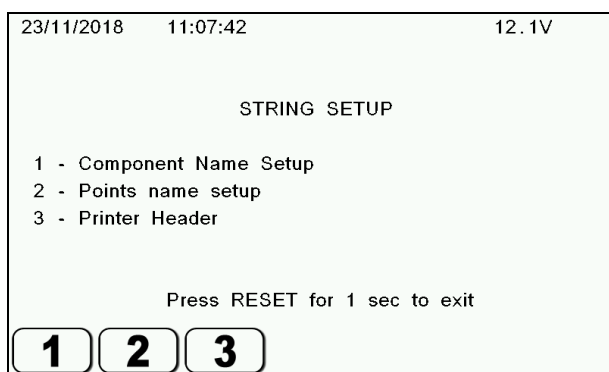 23/11/2018 11:07:42 12.1V
STRING SETUP
1 - Component Name Setup
2 - Points name setup
3 - Printer Header
Press RESET for 1 sec to exit
1 2 3